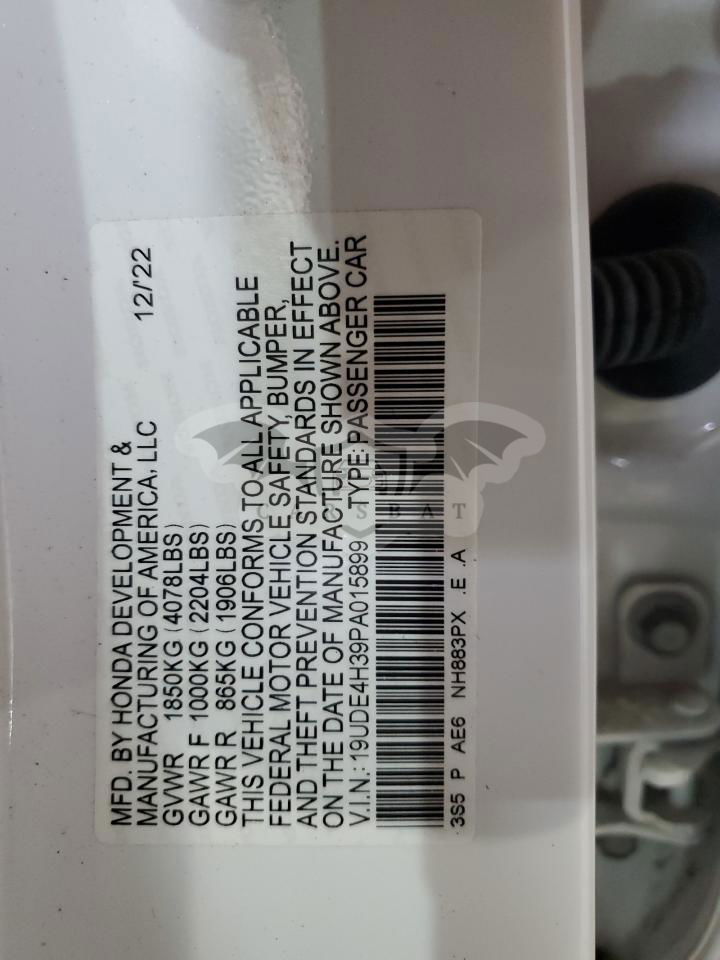 MFD. BY HONDA DEVELOPMENT &
MANUFACTURING OF AMERICA, LLC 12/'22
GVWR 1850KG (4078LBS)
GAWR F 1000KG (2204LBS)
GAWR R 865KG (1906LBS)
THIS VEHICLE CONFORMS TO ALL APPLICABLE
FEDERAL MOTOR VEHICLE SAFETY, BUMPER,
AND THEFT PREVENTION STANDARDS IN EFFECT
ON THE DATE OF MANUFACTURE SHOWN ABOVE.
V.I.N.: 19UDE4H39PA015899 TYPE: PASSENGER CAR
3S5 P AE6 NH883PX .E .A
CARSBAT